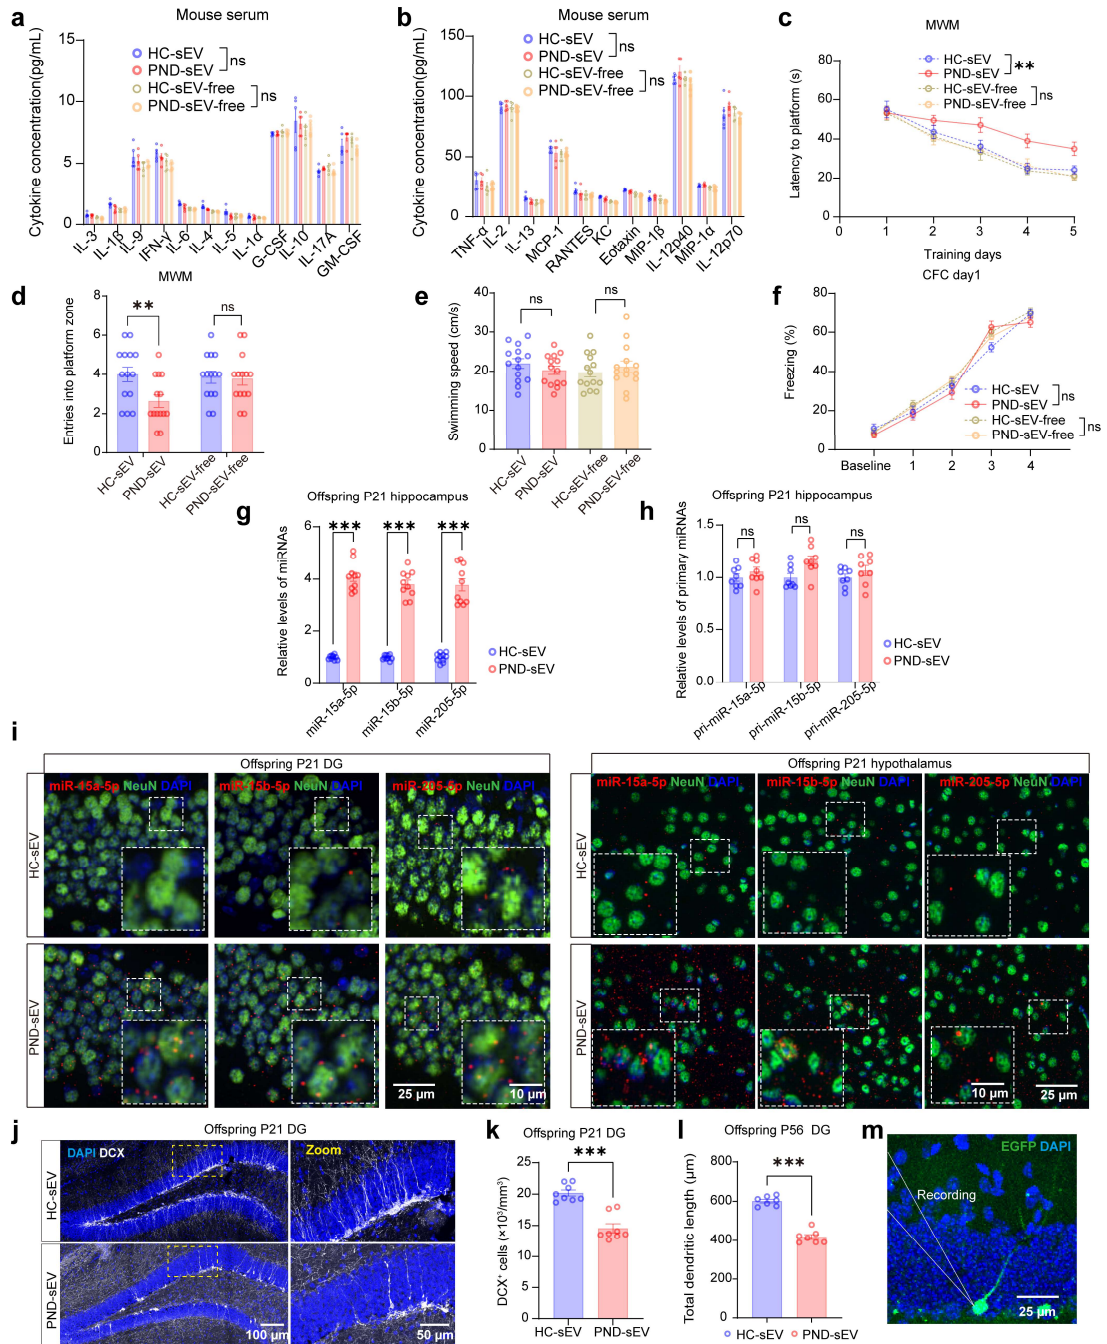 a
Mouse serum
Cytokine concentration(pg/mL)
15
10
5
0
HC-sEV
PND-sEV
ns
HC-sEV-free
PND-sEV-free
ns
IL-3
IL-1β
IL-9
IFN-γ
IL-6
IL-4
IL-5
IL-1α
G-CSF
IL-10
IL-17A
GM-CSF
b
Mouse serum
Cytokine concentration(pg/mL)
150
100
50
0
HC-sEV
PND-sEV
ns
HC-sEV-free
PND-sEV-free
ns
TNF-α
IL-2
IL-13
MCP-1
RANTES
KC
Eotaxin
MIP-1β
IL-12p40
MIP-1α
IL-12p70
c
MWM
Latency to platform (s)
80
60
40
20
0
HC-sEV
PND-sEV
**
HC-sEV-free
PND-sEV-free
ns
0 1 2 3 4 5
Training days
d
MWM
Entries into platform zone
8
6
4
2
0
**
ns
HC-sEV
PND-sEV
HC-sEV-free
PND-sEV-free
e
Swimming speed (cm/s)
40
30
20
10
0
ns
ns
HC-sEV
PND-sEV
HC-sEV-free
PND-sEV-free
f
CFC day1
Freezing (%)
80
60
40
20
0
HC-sEV
PND-sEV
ns
HC-sEV-free
PND-sEV-free
ns
Baseline 1 2 3 4
g
Offspring P21 hippocampus
Relative levels of miRNAs
6
4
2
0
*** *** ***
miR-15a-5p
miR-15b-5p
miR-205-5p
HC-sEV
PND-sEV
h
Offspring P21 hippocampus
Relative levels of primary miRNAs
1.5
1.0
0.5
0.0
ns
ns
ns
pri-miR-15a-5p
pri-miR-15b-5p
pri-miR-205-5p
HC-sEV
PND-sEV
i
Offspring P21 DG
miR-15a-5p NeuN DAPI
miR-15b-5p NeuN DAPI
miR-205-5p NeuN DAPI
HC-sEV
PND-sEV
25 µm
10 µm
Offspring P21 hypothalamus
miR-15a-5p NeuN DAPI
miR-15b-5p NeuN DAPI
miR-205-5p NeuN DAPI
HC-sEV
PND-sEV
10 µm
25 µm
j
Offspring P21 DG
DAPI DCX
Zoom
HC-sEV
PND-sEV
100 µm
50 µm
k
Offspring P21 DG
DCX⁺ cells (×10³/mm³)
25
20
15
10
5
0
***
HC-sEV
PND-sEV
l
Offspring P56 DG
Total dendritic length (µm)
800
600
400
200
0
***
HC-sEV
PND-sEV
m
EGFP DAPI
Recording
25 µm